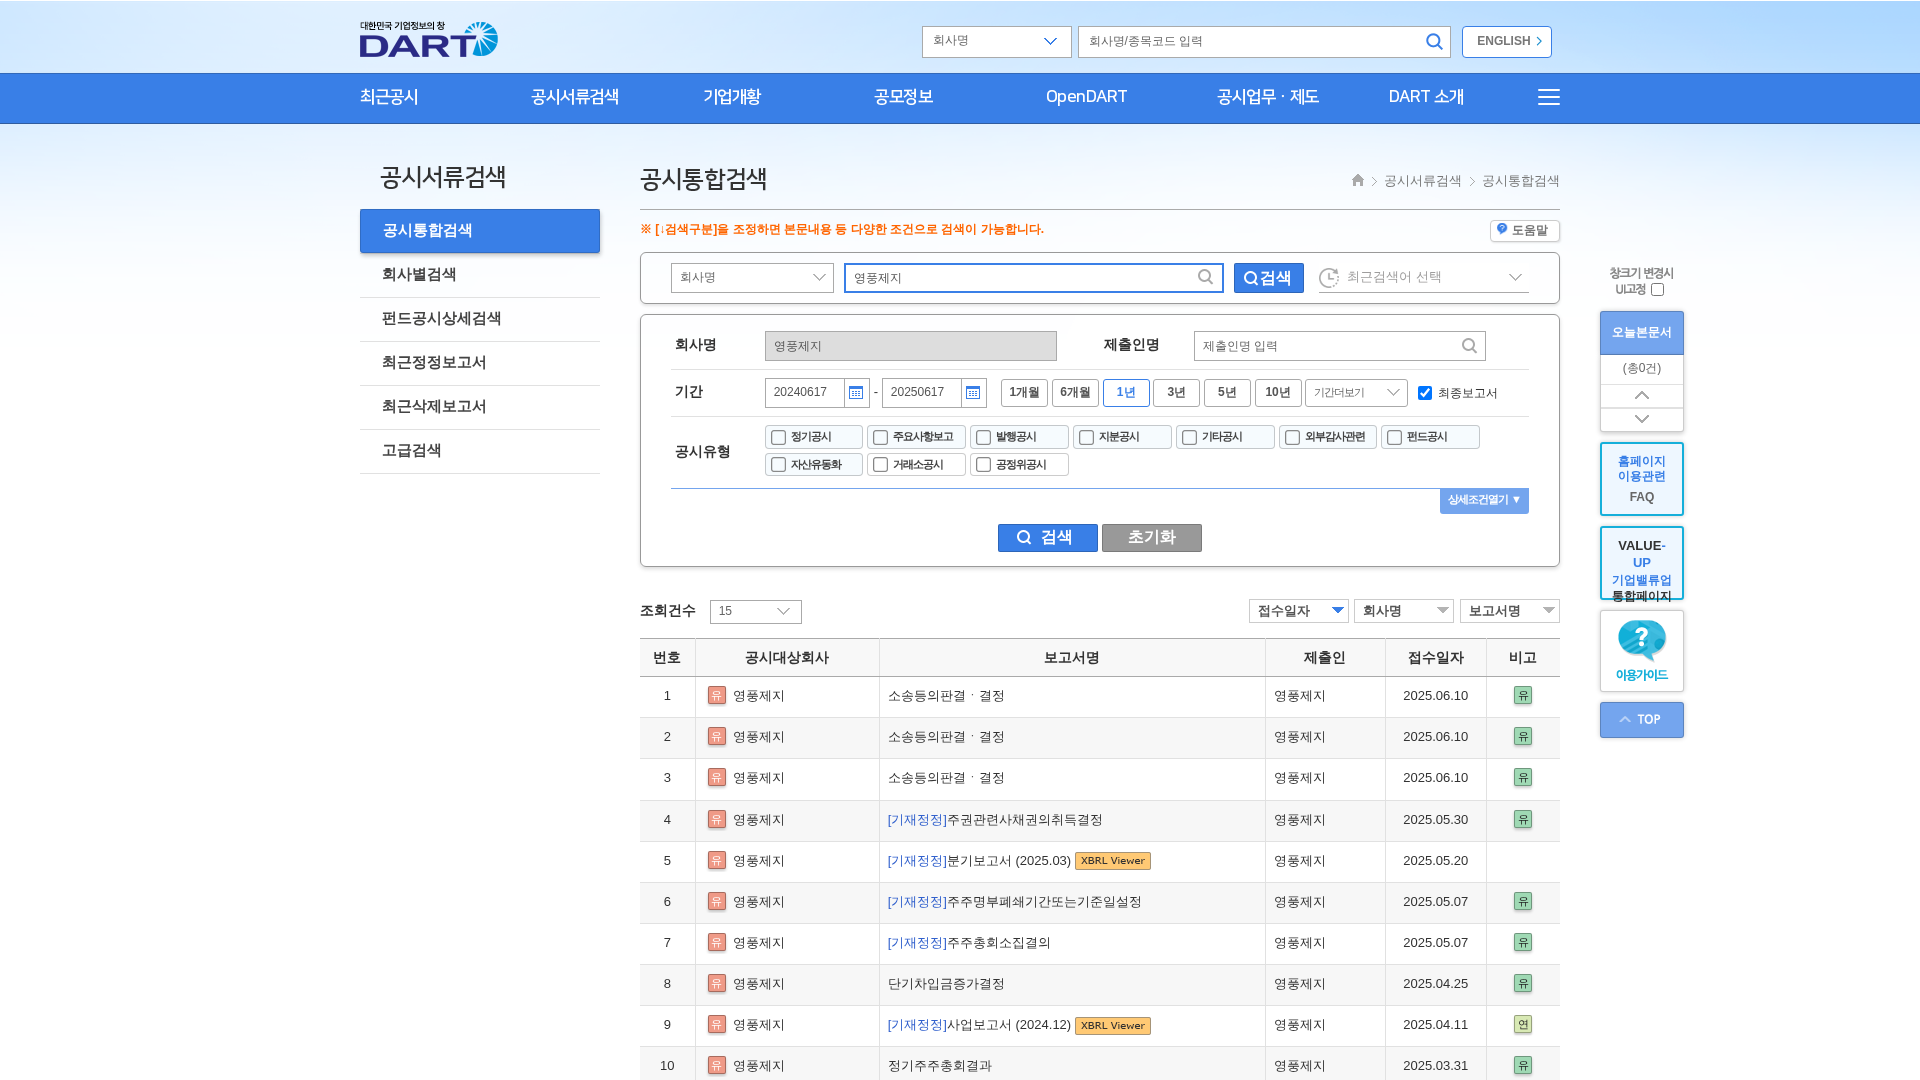 대한민국 기업정보의 창
DART
회사명
회사명/종목코드 입력
ENGLISH
최근공시 공시서류검색 기업개황 공모정보 OpenDART 공시업무ㆍ제도 DART 소개
공시서류검색
공시통합검색
회사별검색
펀드공시상세검색
최근정정보고서
최근삭제보고서
고급검색
공시통합검색
공시서류검색 공시통합검색
※ [↓검색구분]을 조정하면 본문내용 등 다양한 조건으로 검색이 가능합니다.
도움말
회사명 영풍제지 검색 최근검색어 선택
회사명 영풍제지 제출인명 제출인명 입력
기간 20240617 - 20250617 1개월 6개월 1년 3년 5년 10년 기간더보기 최종보고서
공시유형 정기공시 주요사항보고 발행공시 지분공시 기타공시 외부감사관련 펀드공시
자산유동화 거래소공시 공정위공시
상세조건열기 ▼
검색 초기화
조회건수 15 접수일자 회사명 보고서명
번호 공시대상회사 보고서명 제출인 접수일자 비고
1 유 영풍제지 소송등의판결ㆍ결정 영풍제지 2025.06.10 유
2 유 영풍제지 소송등의판결ㆍ결정 영풍제지 2025.06.10 유
3 유 영풍제지 소송등의판결ㆍ결정 영풍제지 2025.06.10 유
4 유 영풍제지 [기재정정]주권관련사채권의취득결정 영풍제지 2025.05.30 유
5 유 영풍제지 [기재정정]분기보고서 (2025.03) XBRL Viewer 영풍제지 2025.05.20
6 유 영풍제지 [기재정정]주주명부폐쇄기간또는기준일설정 영풍제지 2025.05.07 유
7 유 영풍제지 [기재정정]주주총회소집결의 영풍제지 2025.05.07 유
8 유 영풍제지 단기차입금증가결정 영풍제지 2025.04.25 유
9 유 영풍제지 [기재정정]사업보고서 (2024.12) XBRL Viewer 영풍제지 2025.04.11 연
10 유 영풍제지 정기주주총회결과 영풍제지 2025.03.31 유
창크기 변경시
UI고정
오늘본문서
(총0건)
홈페이지
이용관련
FAQ
VALUE-
UP
기업밸류업
통합페이지
이용가이드
TOP